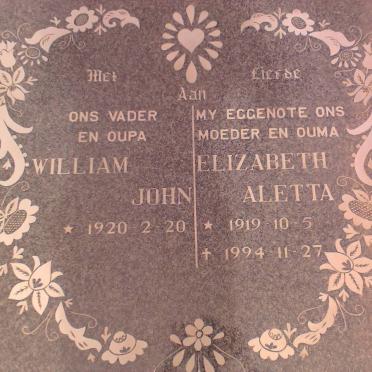 Met Liefde
Aan
ONS VADER
EN OUPA
WILLIAM
JOHN
* 1920-2-20
MY EGGENOTE ONS
MOEDER EN OUMA
ELIZABETH
ALETTA
* 1919-10-5
† 1994-11-27